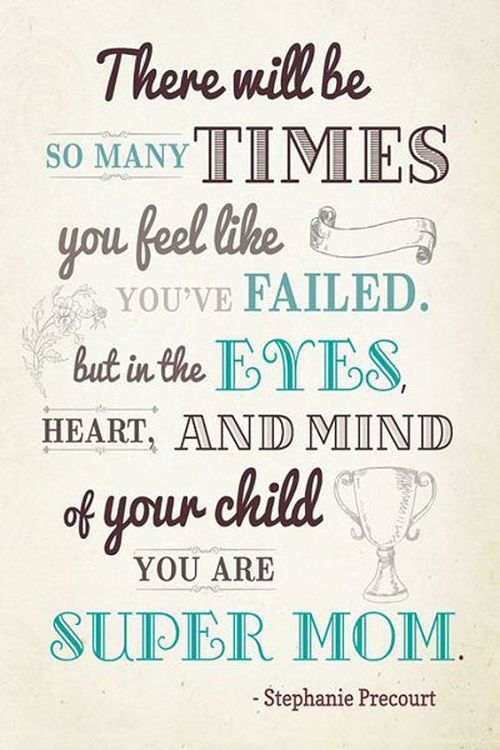 There will be
SO MANY TIMES
you feel like
YOU'VE FAILED.
but in the EYES,
HEART, AND MIND
of your child
YOU ARE
SUPER MOM.
- Stephanie Precourt